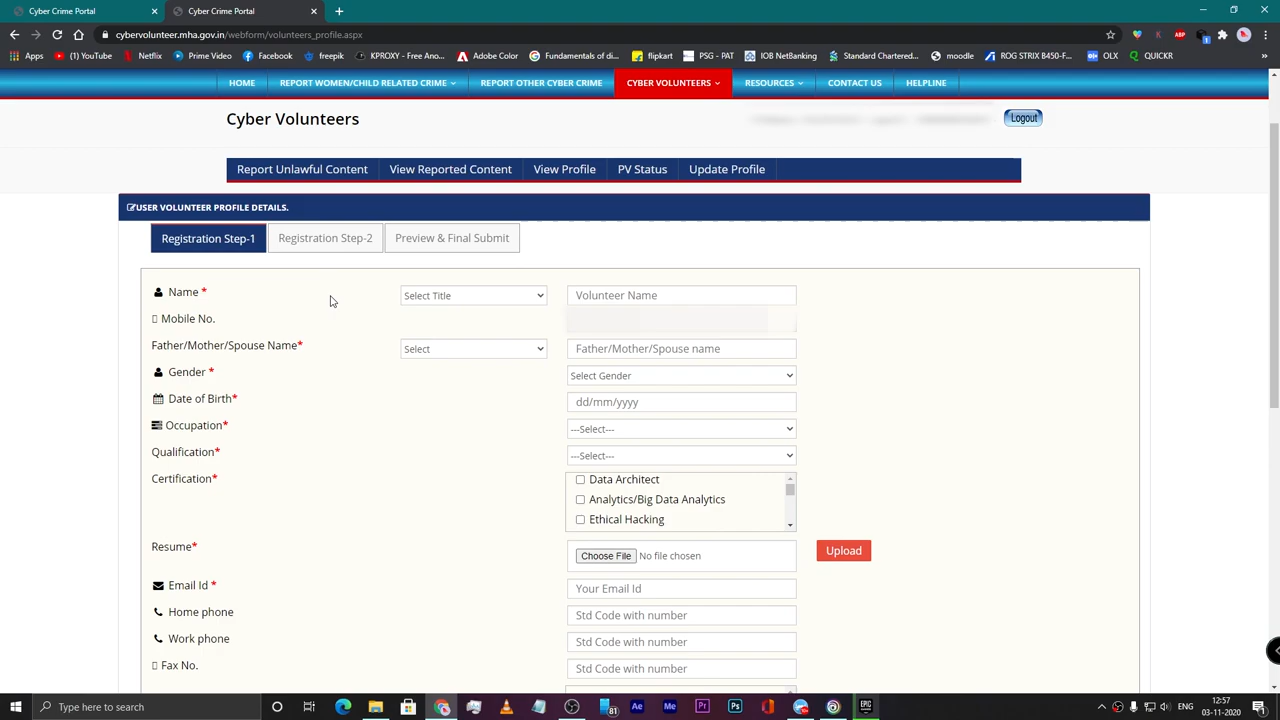 Cyber Crime Portal
Cyber Crime Portal
cybervolunteer.mha.gov.in/webform/volunteers_profile.aspx
Apps
Netflix
Prime Video
Facebook
freepik
KPROXY - Free Ano...
Adobe Color
Fundamentals of di...
flipkart
PSG - PAT
IOB NetBanking
Standard Chartered...
moodle
ROG STRIX B450-F...
OLX
QUICKR
HOME
REPORT WOMEN/CHILD RELATED CRIME
REPORT OTHER CYBER CRIME
CYBER VOLUNTEERS
RESOURCES
CONTACT US
HELPLINE
Cyber Volunteers
Logout
Report Unlawful Content
View Reported Content
View Profile
PV Status
Update Profile
USER VOLUNTEER PROFILE DETAILS.
Registration Step-1
Registration Step-2
Preview & Final Submit
Name *
Select Title
Volunteer Name
Mobile No.
Father/Mother/Spouse Name*
Select
Father/Mother/Spouse name
Gender *
Select Gender
Date of Birth*
dd/mm/yyyy
Occupation*
---Select---
Qualification*
---Select---
Certification*
Data Architect
Analytics/Big Data Analytics
Ethical Hacking
Resume*
Choose File No file chosen
Upload
Email Id *
Your Email Id
Home phone
Std Code with number
Work phone
Std Code with number
Fax No.
Std Code with number
Type here to search
12:57
03-11-2020